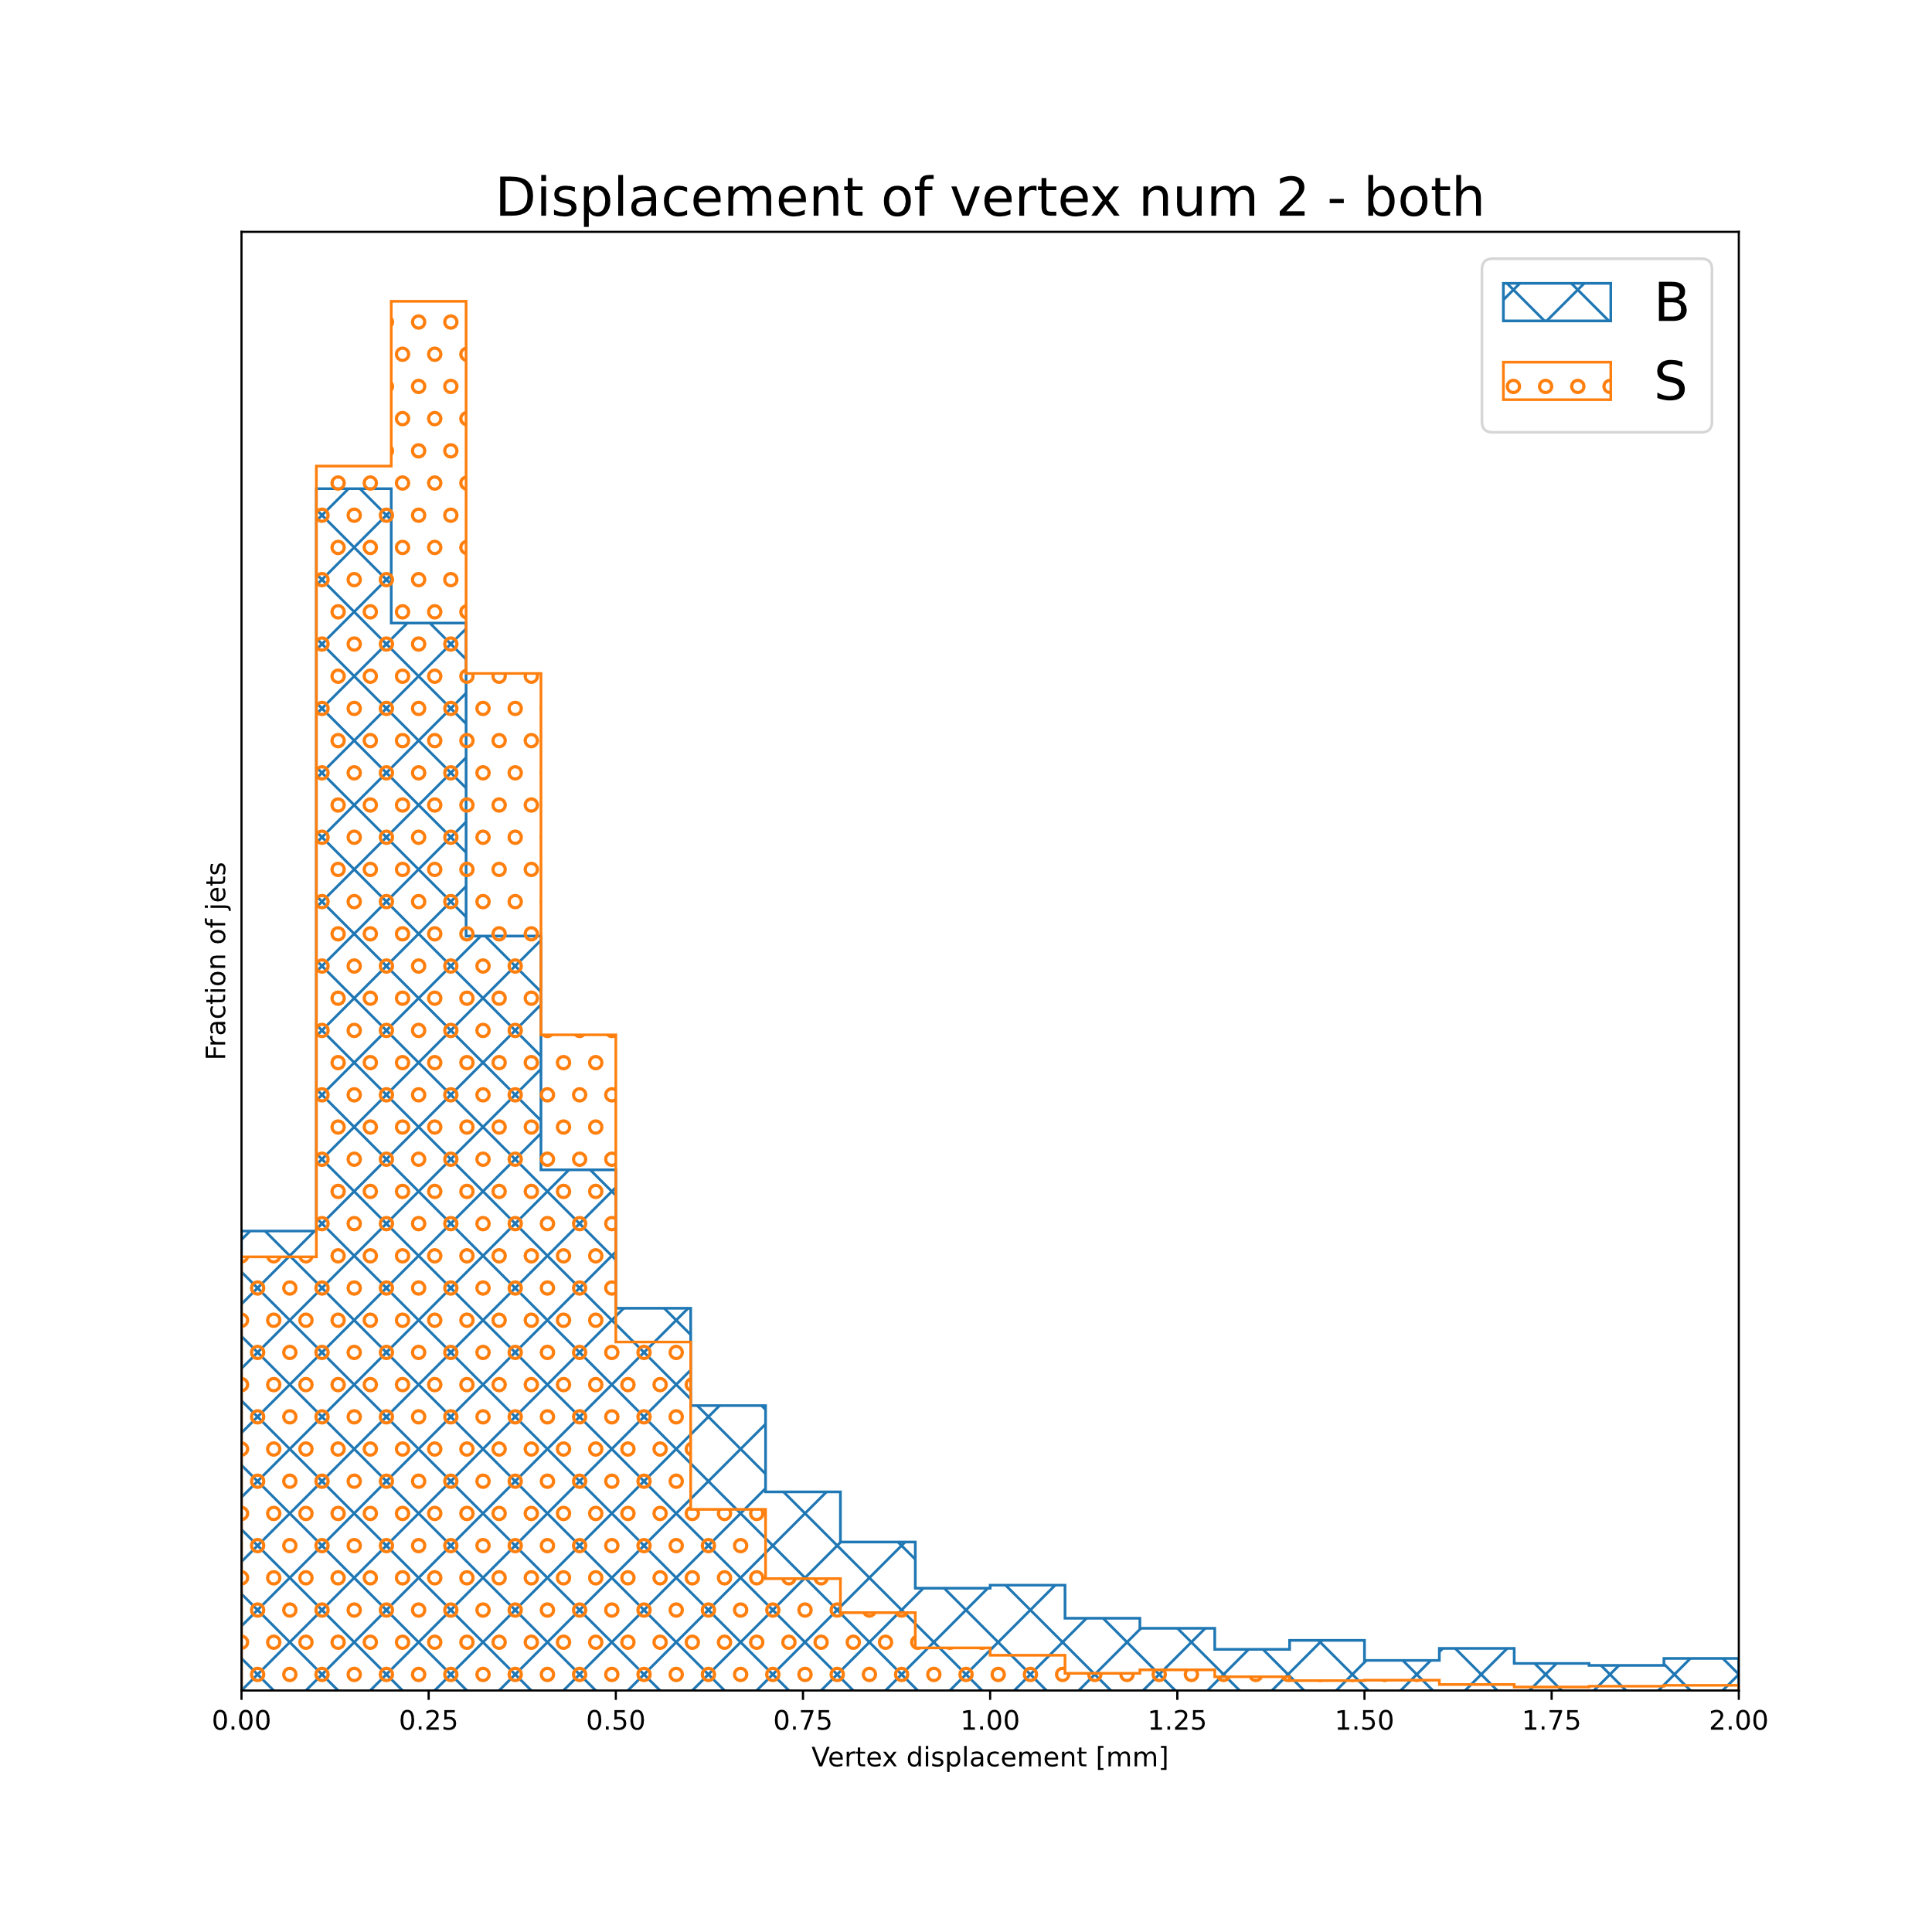 Displacement of vertex num 2 - both
B
S
Fraction of jets
0.00 0.25 0.50 0.75 1.00 1.25 1.50 1.75 2.00
Vertex displacement [mm]